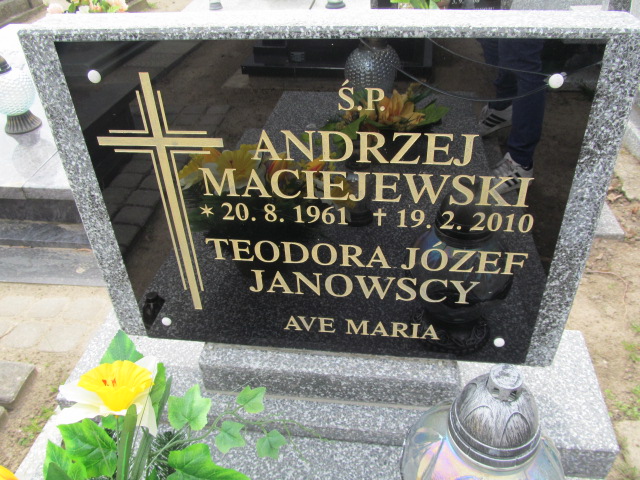 Ś.P.
ANDRZEJ
MACIEJEWSKI
* 20. 8. 1961 † 19. 2. 2010
TEODORA JÓZEF
JANOWSCY
AVE MARIA